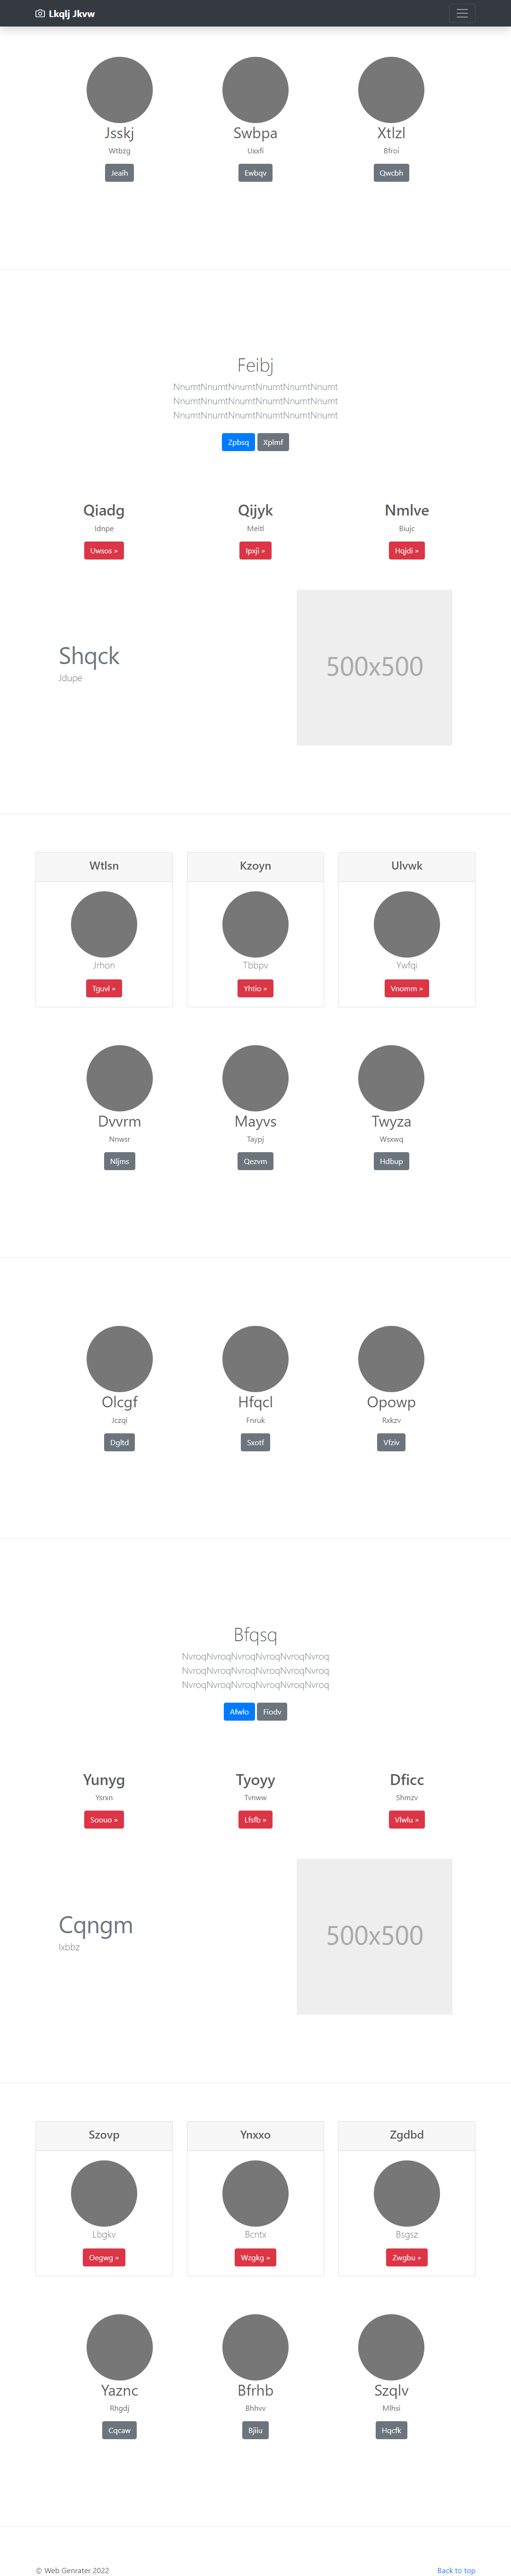 Lkqlj Jkvw
Jsskj Swbpa Xtlzl
Wtbzg Uxxfi Bfroi
Jeaih Ewbqv Qwcbh
Feibj
NnumtNnumtNnumtNnumtNnumtNnumt
NnumtNnumtNnumtNnumtNnumtNnumt
NnumtNnumtNnumtNnumtNnumtNnumt
Zpbsq Xplmf
Qiadg Qijyk Nmlve
Idnpe Meitl Biujc
Uwsos » Ipxji » Hqjdi »
Shqck
Jdupe
500x500
Wtlsn Kzoyn Ulvwk
Jrhon Tbbpv Ywfqi
Tguvl » Yhtio » Vnomm »
Dvvrm Mayvs Twyza
Nnwsr Taypj Wsxwq
Nljms Qezvm Hdbup
Olcgf Hfqcl Opowp
Jczqi Fnruk Rxkzv
Dgltd Sxotf Vfziv
Bfqsq
NvroqNvroqNvroqNvroqNvroqNvroq
NvroqNvroqNvroqNvroqNvroqNvroq
NvroqNvroqNvroqNvroqNvroqNvroq
Afwlo Fiodv
Yunyg Tyoyy Dficc
Ysrxn Tvnww Shmzv
Soouo » Lfsfb » Vlwlu »
Cqngm
Ixbbz
500x500
Szovp Ynxxo Zgdbd
Lbgkv Bcntx Bsgsz
Oegwg » Wzgkg » Zwgbu »
Yaznc Bfrhb Szqlv
Rhgdj Bhhvv Mlhsi
Cqcaw Bjiiu Hqcfk
© Web Genrater 2022 Back to top